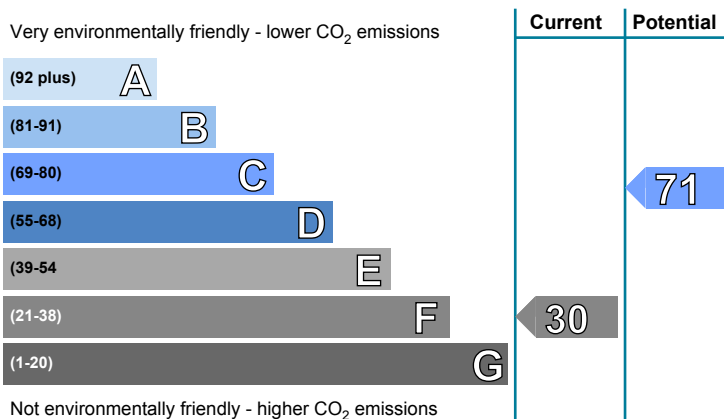 Current Potential
Very environmentally friendly - lower CO2 emissions
(92 plus) A
(81-91) B
(69-80) C
71
(55-68) D
(39-54 E
(21-38) F 30
(1-20) G
Not environmentally friendly - higher CO2 emissions